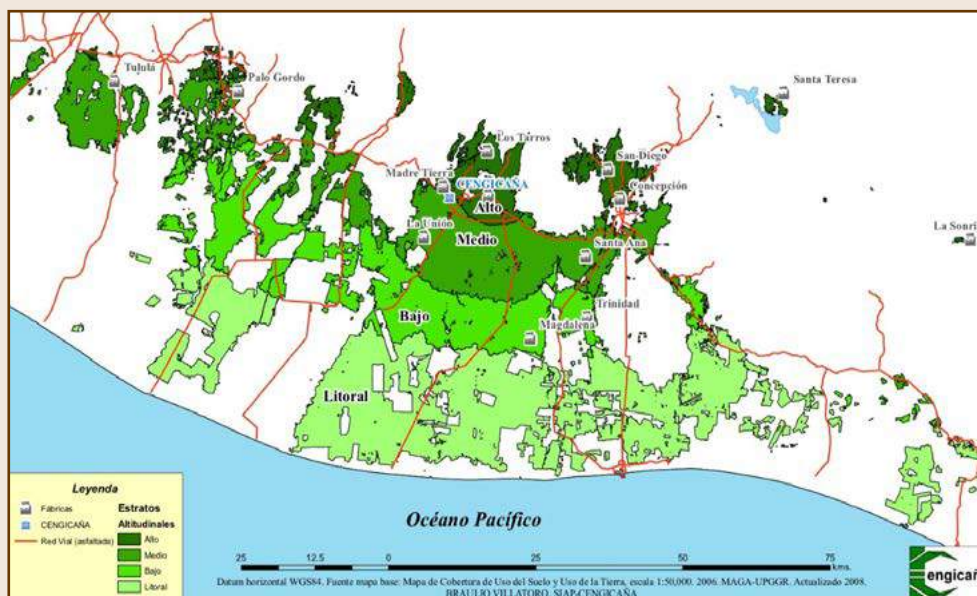 Tululá
Palo Gordo
Santa Teresa
Los Tarros
San Diego
Madre Tierra
CENGICAÑA
Concepción
Alto
La Unión
Medio
Santa Ana
Trinidad
Bajo
Magdalena
Litoral
Leyenda
Fábricas
CENGICAÑA
Red Vial (asfaltada)
Estratos
Altitudinales
Alto
Medio
Bajo
Litoral
Océano Pacífico
25 12.5 0 25 50 75
kms.
Datum horizontal WGS84. Fuente mapa base: Mapa de Cobertura de Uso del Suelo y Uso de la Tierra, escala 1:50,000. 2006. MAGA-UPGGR. Actualizado 2008.
BRAULIO VILLATORO, SIAP-CENGICAÑA